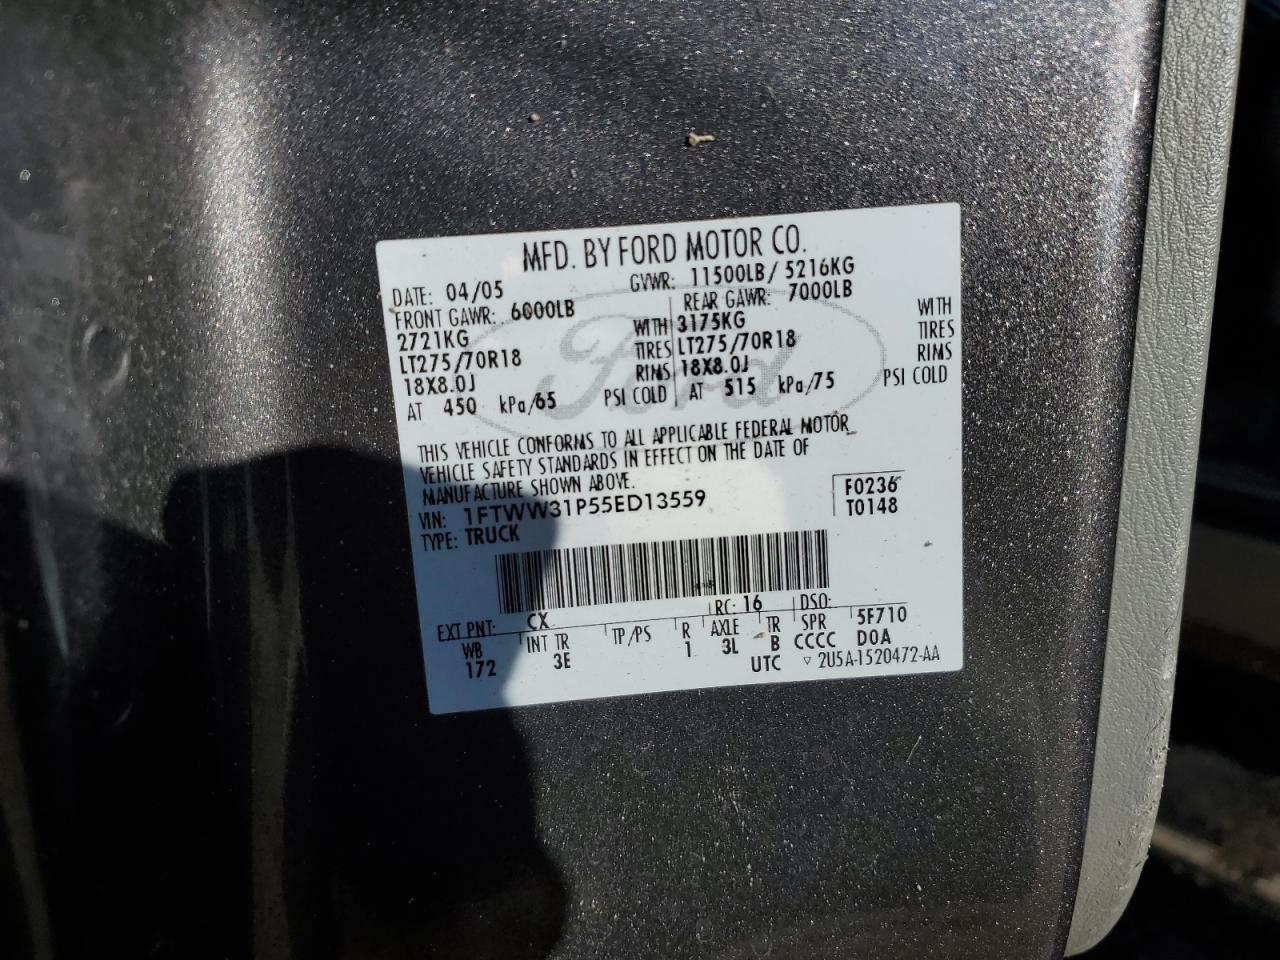 MFD. BY FORD MOTOR CO.
DATE: 04/05 GVWR: 11500LB/ 5216KG
FRONT GAWR: 6000LB REAR GAWR: 7000LB
2721KG WITH 3175KG WITH
LT275/70R18 TIRES LT275/70R18 TIRES
18X8.0J RIMS 18X8.0J RIMS
AT 450 kPa/65 PSI COLD AT 515 kPa/75 PSI COLD
Ford
THIS VEHICLE CONFORMS TO ALL APPLICABLE FEDERAL MOTOR
VEHICLE SAFETY STANDARDS IN EFFECT ON THE DATE OF
MANUFACTURE SHOWN ABOVE.
VIN: 1FTWW31P55ED13559 F0236
TYPE: TRUCK T0148
EXT PNT: CX RC: 16 DSO:
WB INT TR TP/PS R AXLE TR SPR 5F710
172 3E 1 3L B CCCC D0A
UTC ▽ 2U5A-1520472-AA